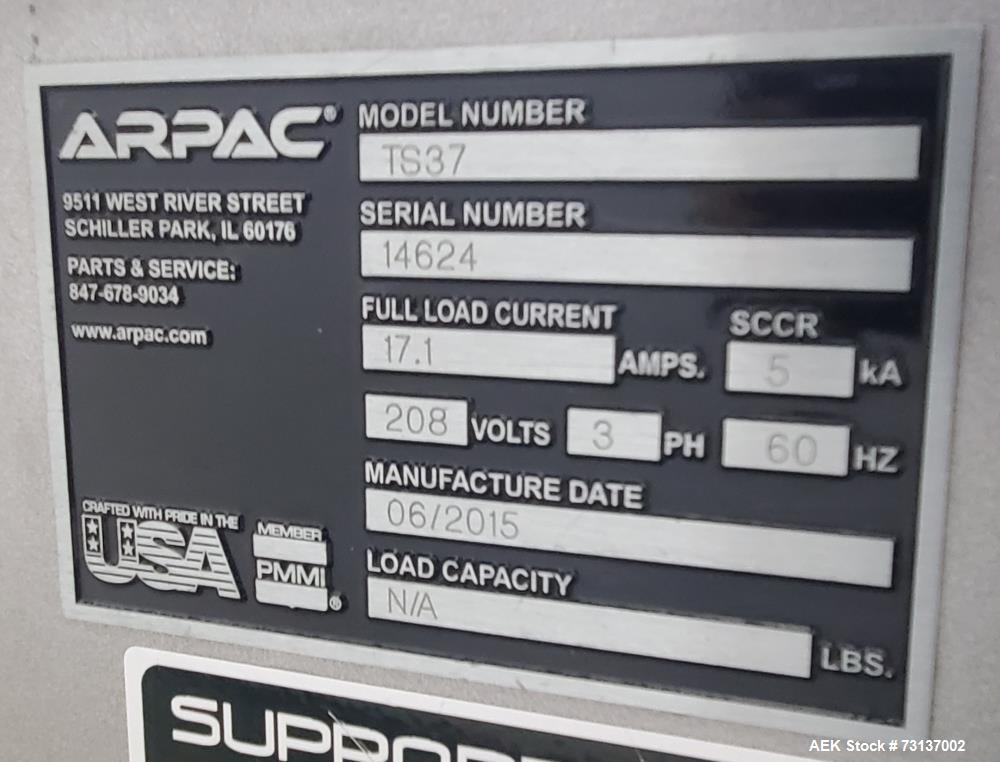 ARPAC®
9511 WEST RIVER STREET
SCHILLER PARK, IL 60176
PARTS & SERVICE:
847-678-9034
www.arpac.com
CRAFTED WITH PRIDE IN THE
USA
MEMBER
PMMI®
MODEL NUMBER
TS37
SERIAL NUMBER
14624
FULL LOAD CURRENT
17.1 AMPS.
SCCR
5 kA
208 VOLTS 3 PH 60 HZ
MANUFACTURE DATE
06/2015
LOAD CAPACITY
N/A LBS.
AEK Stock # 73137002